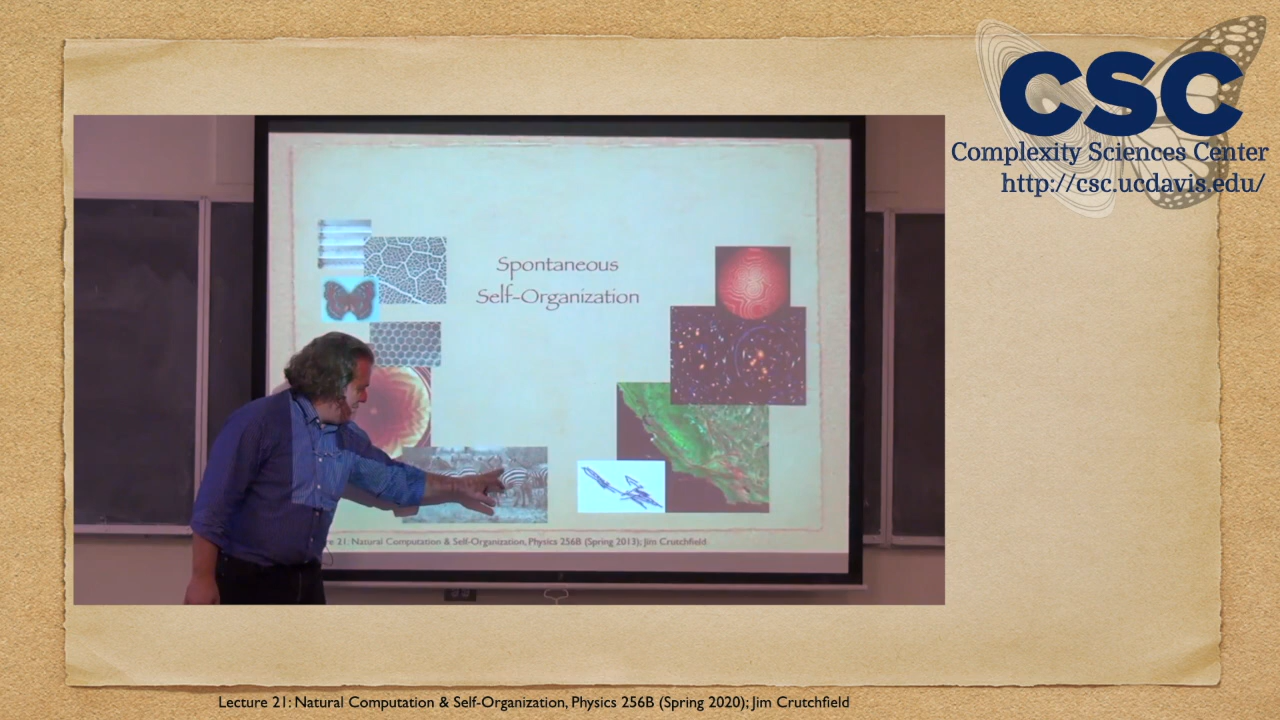 CSC
Complexity Sciences Center
http://csc.ucdavis.edu/
Spontaneous
Self-Organization
21: Natural Computation & Self-Organization, Physics 256B (Spring 2013); Jim Crutchfield
Lecture 21: Natural Computation & Self-Organization, Physics 256B (Spring 2020); Jim Crutchfield